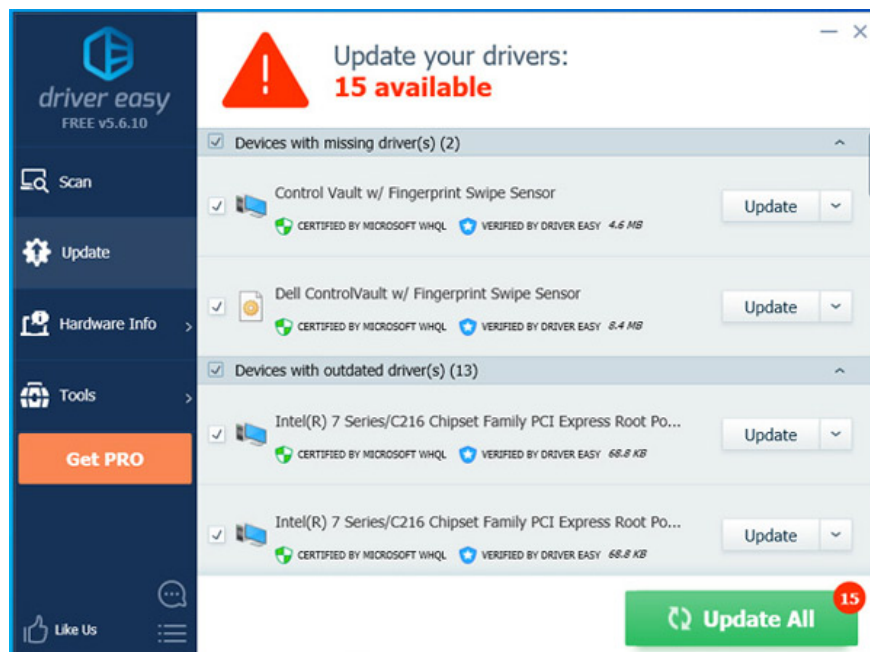 driver easy
FREE v5.6.10
Scan
Update
Hardware Info
Tools
Get PRO
Like Us
Update your drivers:
15 available
Devices with missing driver(s) (2)
Control Vault w/ Fingerprint Swipe Sensor
Update
CERTIFIED BY MICROSOFT WHQL VERIFIED BY DRIVER EASY 4.6 MB
Dell ControlVault w/ Fingerprint Swipe Sensor
Update
CERTIFIED BY MICROSOFT WHQL VERIFIED BY DRIVER EASY 8.4 MB
Devices with outdated driver(s) (13)
Intel(R) 7 Series/C216 Chipset Family PCI Express Root Po...
Update
CERTIFIED BY MICROSOFT WHQL VERIFIED BY DRIVER EASY 68.8 KB
Intel(R) 7 Series/C216 Chipset Family PCI Express Root Po...
Update
CERTIFIED BY MICROSOFT WHQL VERIFIED BY DRIVER EASY 68.8 KB
Update All
15